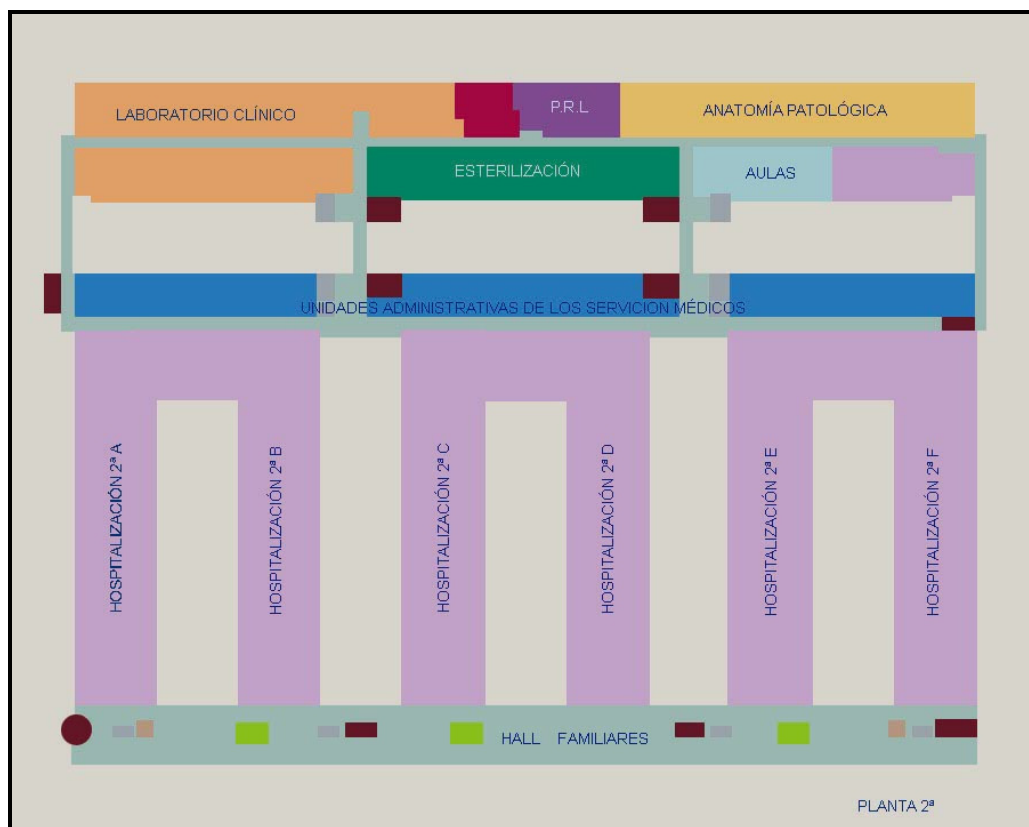 LABORATORIO CLÍNICO
P.R.L
ANATOMÍA PATOLÓGICA
ESTERILIZACIÓN
AULAS
UNIDADES ADMINISTRATIVAS DE LOS SERVICION MÉDICOS
HOSPITALIZACIÓN 2ª A
HOSPITALIZACIÓN 2ª B
HOSPITALIZACIÓN 2ª C
HOSPITALIZACIÓN 2ª D
HOSPITALIZACIÓN 2ª E
HOSPITALIZACIÓN 2ª F
HALL FAMILIARES
PLANTA 2ª